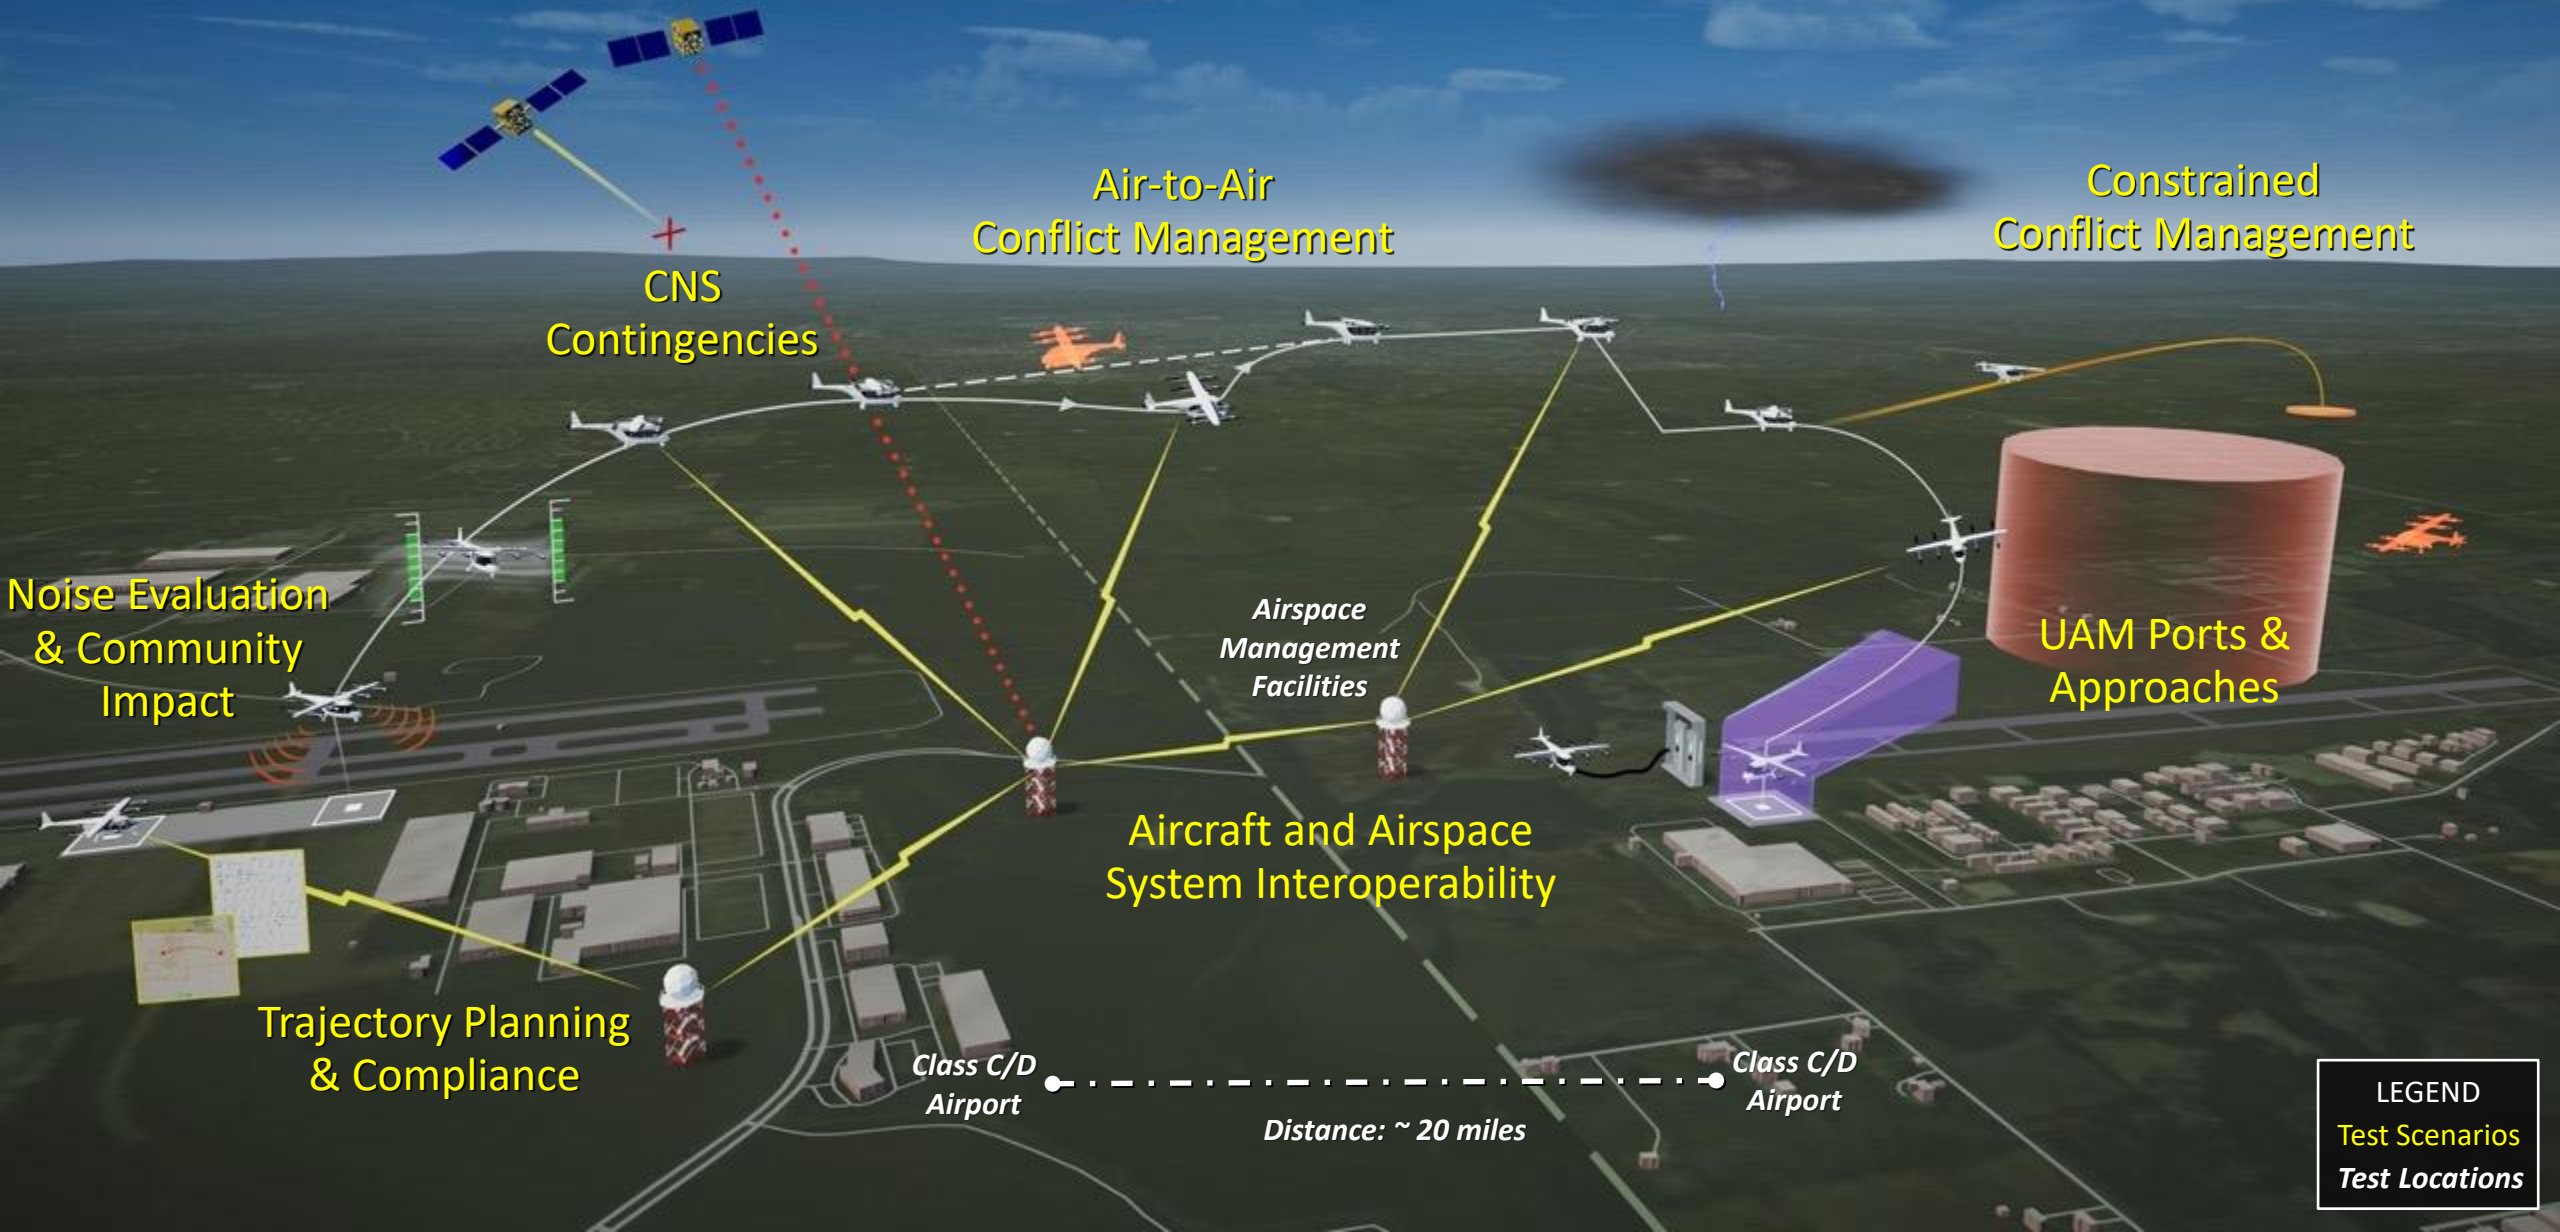 Air-to-Air
Conflict Management
Constrained
Conflict Management
CNS
Contingencies
Noise Evaluation
& Community
Impact
Airspace
Management
Facilities
UAM Ports &
Approaches
Aircraft and Airspace
System Interoperability
Trajectory Planning
& Compliance
Class C/D
Airport
Distance: ~ 20 miles
Class C/D
Airport
LEGEND
Test Scenarios
Test Locations